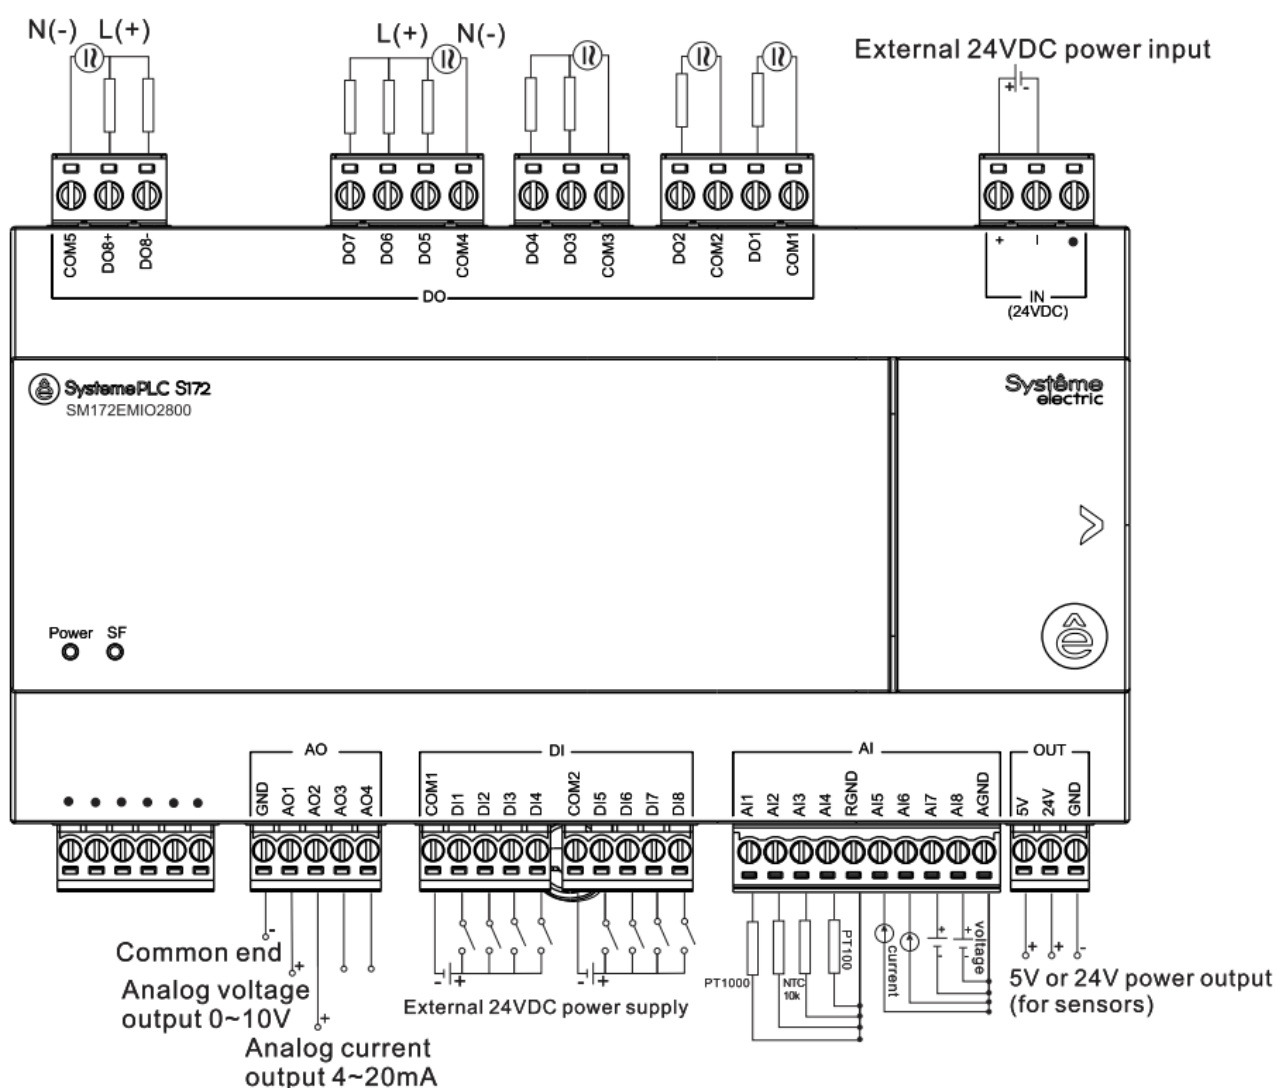 N(-) L(+)
L(+) N(-)
External 24VDC power input
+ -
COM5 DO8+ DO8- DO7 DO6 DO5 COM4 DO4 DO3 COM3 DO2 COM2 DO1 COM1
DO
+ - •
IN
(24VDC)
ê SystemePLC S172
SM172EMIO2800
Systême
electric
Power SF
ê
AO DI AI OUT
GND AO1 AO2 AO3 AO4 COM1 DI1 DI2 DI3 DI4 COM2 DI5 DI6 DI7 DI8 AI1 AI2 AI3 AI4 RGND AI5 AI6 AI7 AI8 AGND 5V 24V GND
-
Common end
+
Analog voltage
output 0~10V
+
Analog current
output 4~20mA
- + - +
External 24VDC power supply
PT1000
NTC
10k
PT100
current
+ - + -
voltage
+ + -
5V or 24V power output
(for sensors)